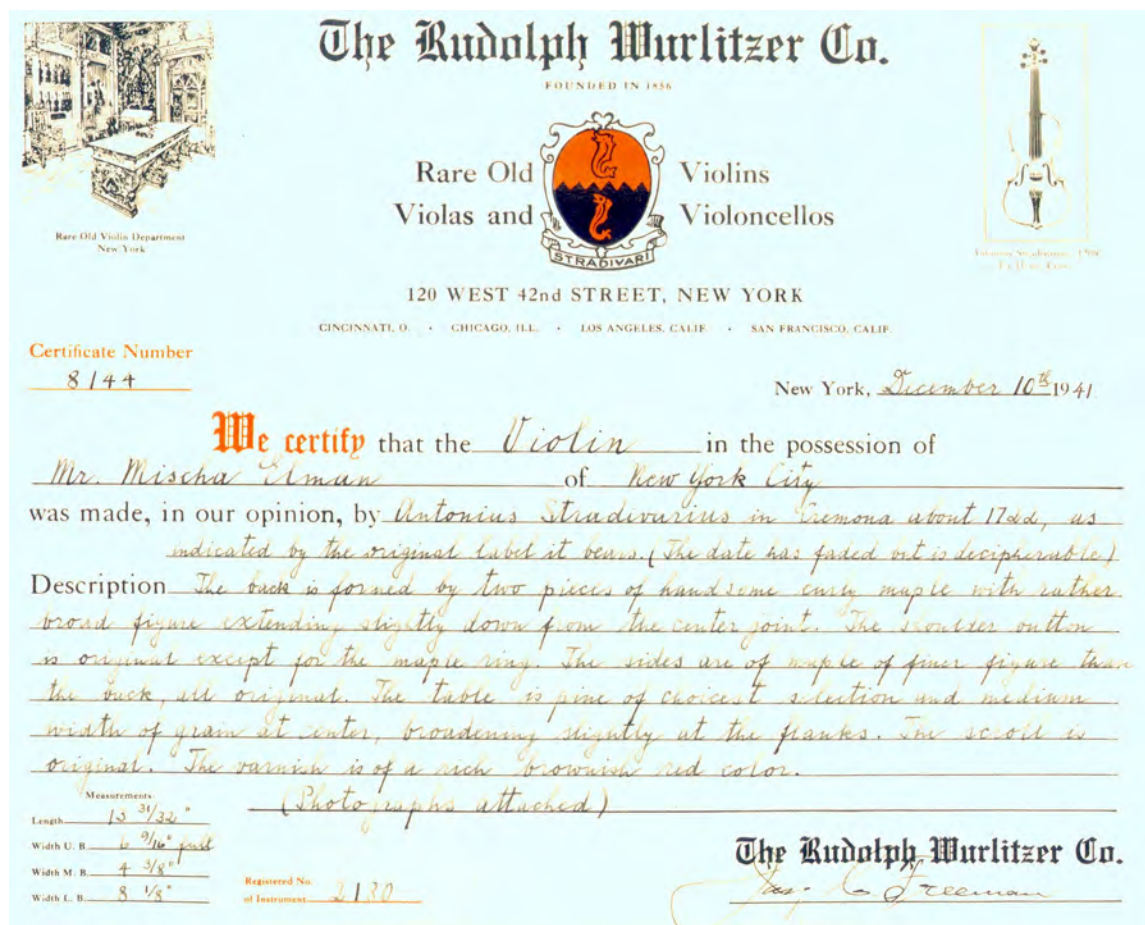 The Rudolph Wurlitzer Co.
FOUNDED IN 1856
Rare Old Violins
Violas and Violoncellos
STRADIVARI
Rare Old Violin Department
New York
120 WEST 42nd STREET, NEW YORK
CINCINNATI, O. · CHICAGO, ILL. · LOS ANGELES, CALIF. · SAN FRANCISCO, CALIF.
Certificate Number
8144
New York, December 10th 1941
We certify that the Violin in the possession of
Mr. Mischa Elman of New York City
was made, in our opinion, by Antonius Stradivarius in Cremona about 1722, as
indicated by the original label it bears. (The date has faded but is decipherable)
Description The back is formed by two pieces of handsome curly maple with rather
broad figure extending slightly down from the center joint. The shoulder button
is original except for the maple ring. The sides are of maple of finer figure than
the back, all original. The table is pine of choicest selection and medium
width of grain at center, broadening slightly at the flanks. The scroll is
original. The varnish is of a rich brownish red color.
(Photographs attached)
Measurements
Length 13 31/32"
Width U. B. 6 9/16" full
Width M. B. 4 3/8"
Width L. B. 8 1/8"
Registered No.
of Instrument 2130
The Rudolph Wurlitzer Co.
Jay C Freeman